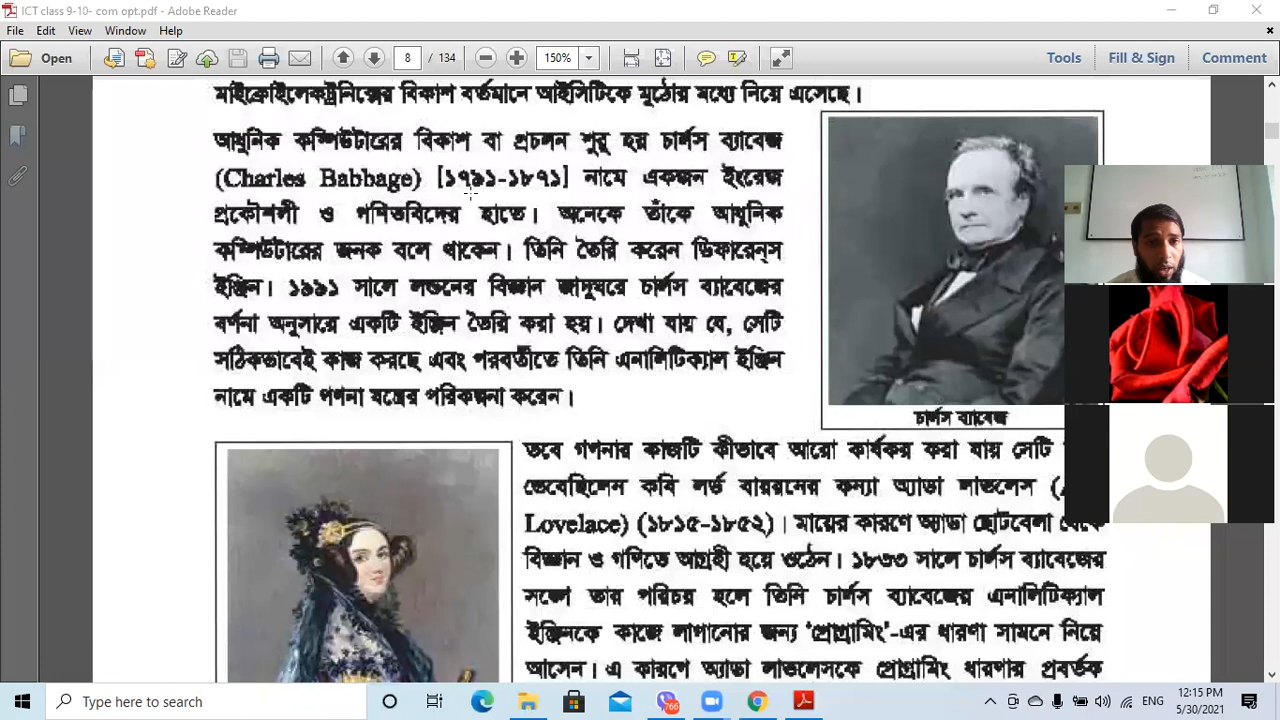 ICT class 9-10- com opt.pdf - Adobe Reader
File Edit View Window Help
Open 8 / 134 150% Tools Fill & Sign Comment
মাইক্রোইলেকট্রনিক্সের বিকাশ বর্তমানে আইসিটিকে মুঠোর মধ্যে নিয়ে এসেছে।
আধুনিক কম্পিউটারের বিকাশ বা প্রচলন শুরু হয় চার্লস ব্যাবেজ
(Charles Babbage) [১৭৯১-১৮৭১] নামে একজন ইংরেজ
প্রকৌশলী ও গণিতবিদের হাতে। অনেকে তাঁকে আধুনিক
কম্পিউটারের জনক বলে থাকেন। তিনি তৈরি করেন ডিফারেন্স
ইঞ্জিন। ১৯৯১ সালে লন্ডনের বিজ্ঞান জাদুঘরে চার্লস ব্যাবেজের
বর্ণনা অনুসারে একটি ইঞ্জিন তৈরি করা হয়। দেখা যায় যে, সেটি
সঠিকভাবেই কাজ করছে এবং পরবর্তীতে তিনি এনালিটিক্যাল ইঞ্জিন
নামে একটি গণনা যন্ত্রের পরিকল্পনা করেন।
চার্লস ব্যাবেজ
তবে গণনার কাজটি কীভাবে আরো কার্যকর করা যায় সেটি
ভেবেছিলেন কবি লর্ড বায়রনের কন্যা অ্যাডা লাভলেস
Lovelace) (১৮১৫-১৮৫২)। মায়ের কারণে অ্যাডা ছোটবেলা থেকে
বিজ্ঞান ও গণিতে আগ্রহী হয়ে ওঠেন। ১৮৩৩ সালে চার্লস ব্যাবেজের
সঙ্গে তার পরিচয় হলে তিনি চার্লস ব্যাবেজের এনালিটিক্যাল
ইঞ্জিনকে কাজে লাগানোর জন্য ‘প্রোগ্রামিং’-এর ধারণা সামনে নিয়ে
আসেন। এ কারণে অ্যাডা লাভলেসকে প্রোগ্রামিং ধারণার প্রবর্তক
Type here to search
766
ENG
12:15 PM
5/30/2021